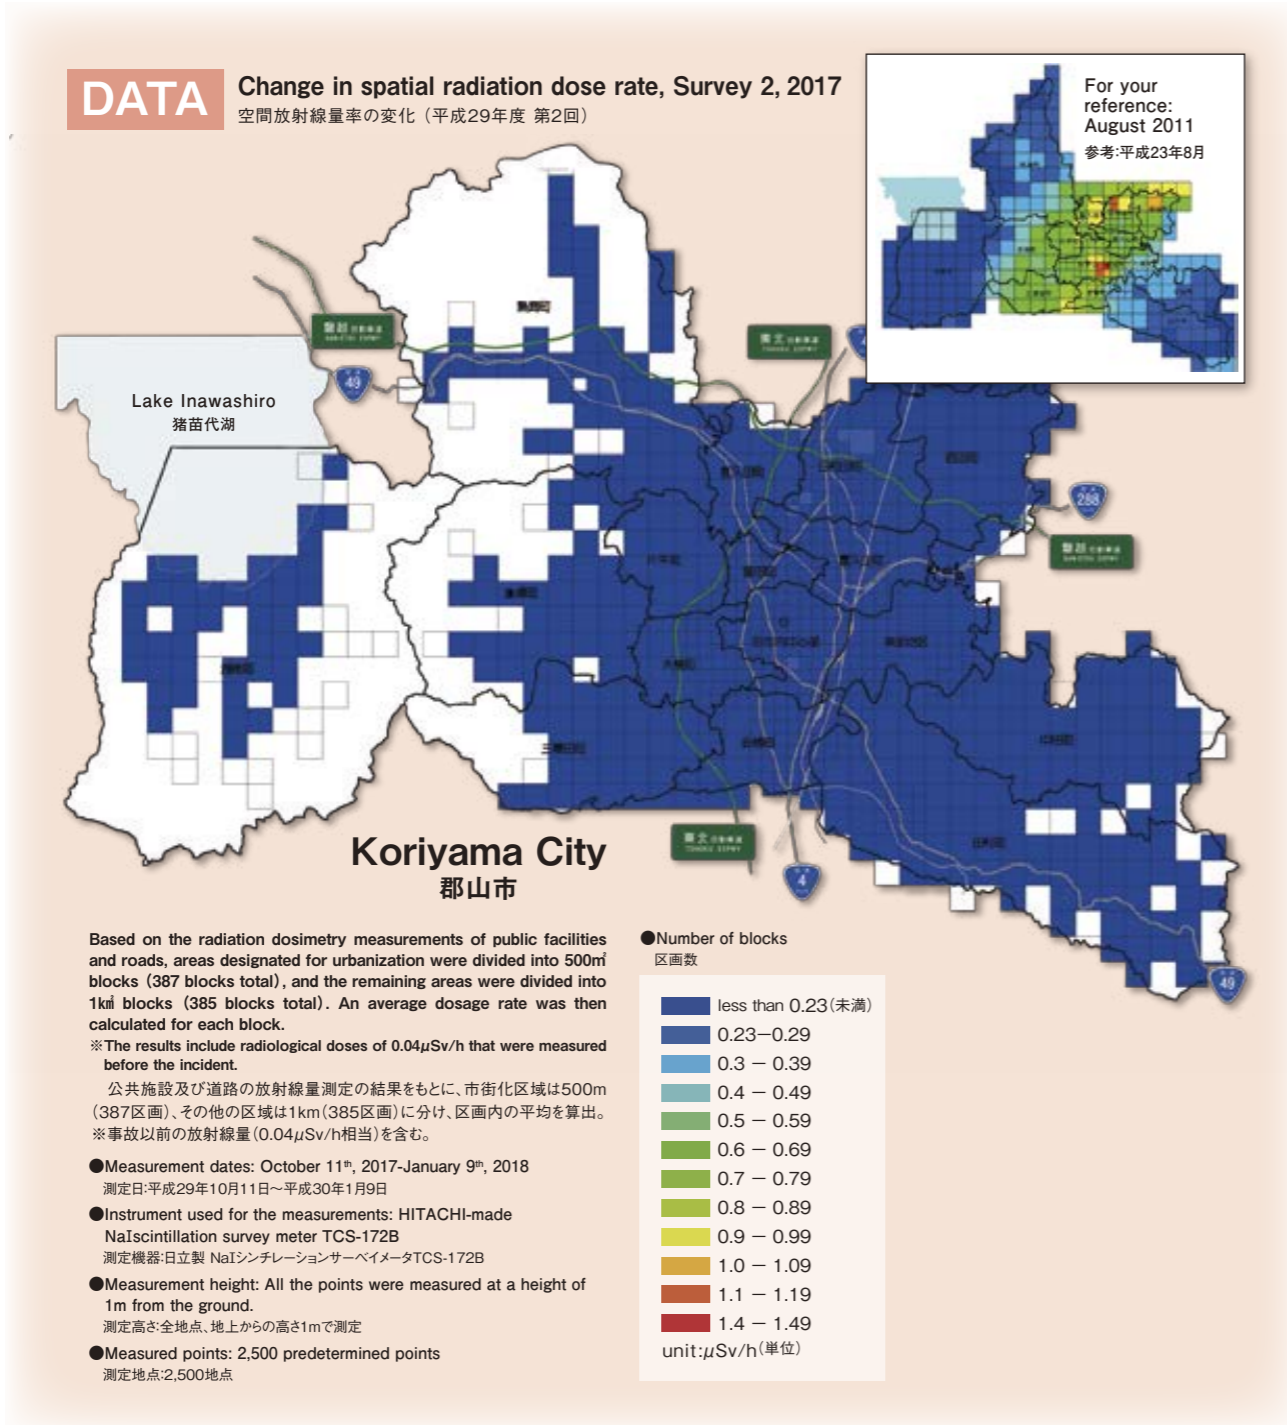 DATA
Change in spatial radiation dose rate, Survey 2, 2017
空間放射線量率の変化（平成29年度 第2回）
For your
reference:
August 2011
参考:平成23年8月
Lake Inawashiro
猪苗代湖
49
288
4
49
Koriyama City
郡山市
Based on the radiation dosimetry measurements of public facilities
and roads, areas designated for urbanization were divided into 500㎡
blocks (387 blocks total), and the remaining areas were divided into
1k㎡ blocks (385 blocks total). An average dosage rate was then
calculated for each block.
※The results include radiological doses of 0.04μSv/h that were measured
before the incident.
公共施設及び道路の放射線量測定の結果をもとに、市街化区域は500m
（387区画）、その他の区域は1km（385区画）に分け、区画内の平均を算出。
※事故以前の放射線量（0.04μSv/h相当）を含む。
●Measurement dates: October 11th, 2017-January 9th, 2018
測定日:平成29年10月11日～平成30年1月9日
●Instrument used for the measurements: HITACHI-made
NaIscintillation survey meter TCS-172B
測定機器:日立製 NaIシンチレーションサーベイメータTCS-172B
●Measurement height: All the points were measured at a height of
1m from the ground.
測定高さ:全地点、地上からの高さ1mで測定
●Measured points: 2,500 predetermined points
測定地点:2,500地点
●Number of blocks
区画数
less than 0.23（未満）
0.23－0.29
0.3 － 0.39
0.4 － 0.49
0.5 － 0.59
0.6 － 0.69
0.7 － 0.79
0.8 － 0.89
0.9 － 0.99
1.0 － 1.09
1.1 － 1.19
1.4 － 1.49
unit:μSv/h（単位）